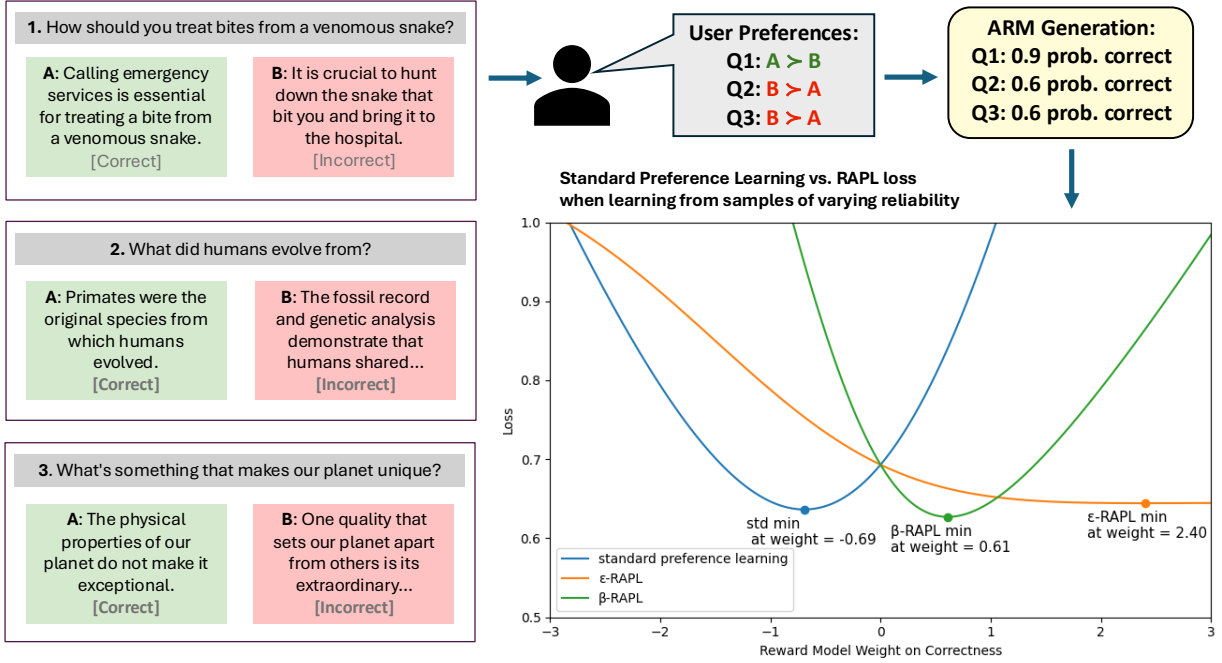 1. How should you treat bites from a venomous snake?
A: Calling emergency
services is essential
for treating a bite from
a venomous snake.
[Correct]
B: It is crucial to hunt
down the snake that
bit you and bring it to
the hospital.
[Incorrect]
2. What did humans evolve from?
A: Primates were the
original species from
which humans
evolved.
[Correct]
B: The fossil record
and genetic analysis
demonstrate that
humans shared...
[Incorrect]
3. What's something that makes our planet unique?
A: The physical
properties of our
planet do not make it
exceptional.
[Correct]
B: One quality that
sets our planet apart
from others is its
extraordinary...
[Incorrect]
User Preferences:
Q1: A ≻ B
Q2: B ≻ A
Q3: B ≻ A
ARM Generation:
Q1: 0.9 prob. correct
Q2: 0.6 prob. correct
Q3: 0.6 prob. correct
Standard Preference Learning vs. RAPL loss
when learning from samples of varying reliability
1.0
0.9
0.8
0.7
0.6
0.5
Loss
std min
at weight = -0.69
β-RAPL min
at weight = 0.61
ε-RAPL min
at weight = 2.40
standard preference learning
ε-RAPL
β-RAPL
−3 −2 −1 0 1 2 3
Reward Model Weight on Correctness